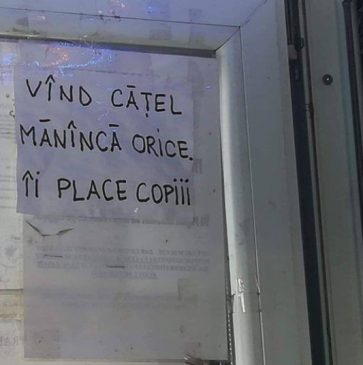 VÎND CĂȚEL
MĂNÎNCĂ ORICE.
ÎI PLACE COPIII